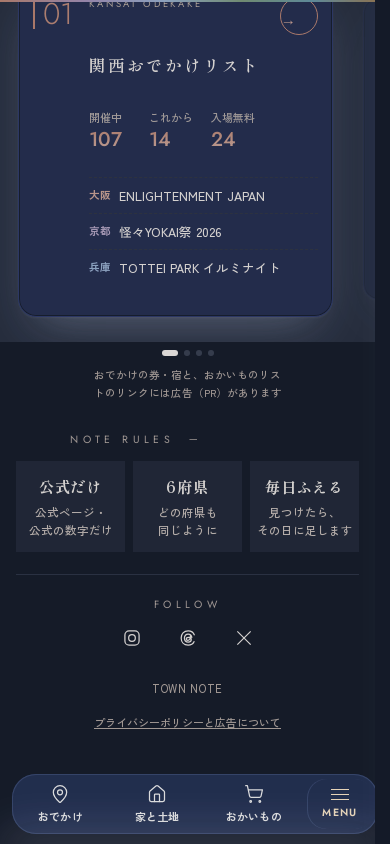 01
KANSAI ODEKAKE
→
関西おでかけリスト
開催中 これから 入場無料
107 14 24
大阪 ENLIGHTENMENT JAPAN
京都 怪々YOKAI祭 2026
兵庫 TOTTEI PARK イルミナイト
おでかけの券・宿と、おかいものリス
トのリンクには広告（PR）があります
NOTE RULES —
公式だけ
公式ページ・
公式の数字だけ
6府県
どの府県も
同じように
毎日ふえる
見つけたら、
その日に足します
FOLLOW
TOWN NOTE
プライバシーポリシーと広告について
おでかけ 家と土地 おかいもの MENU